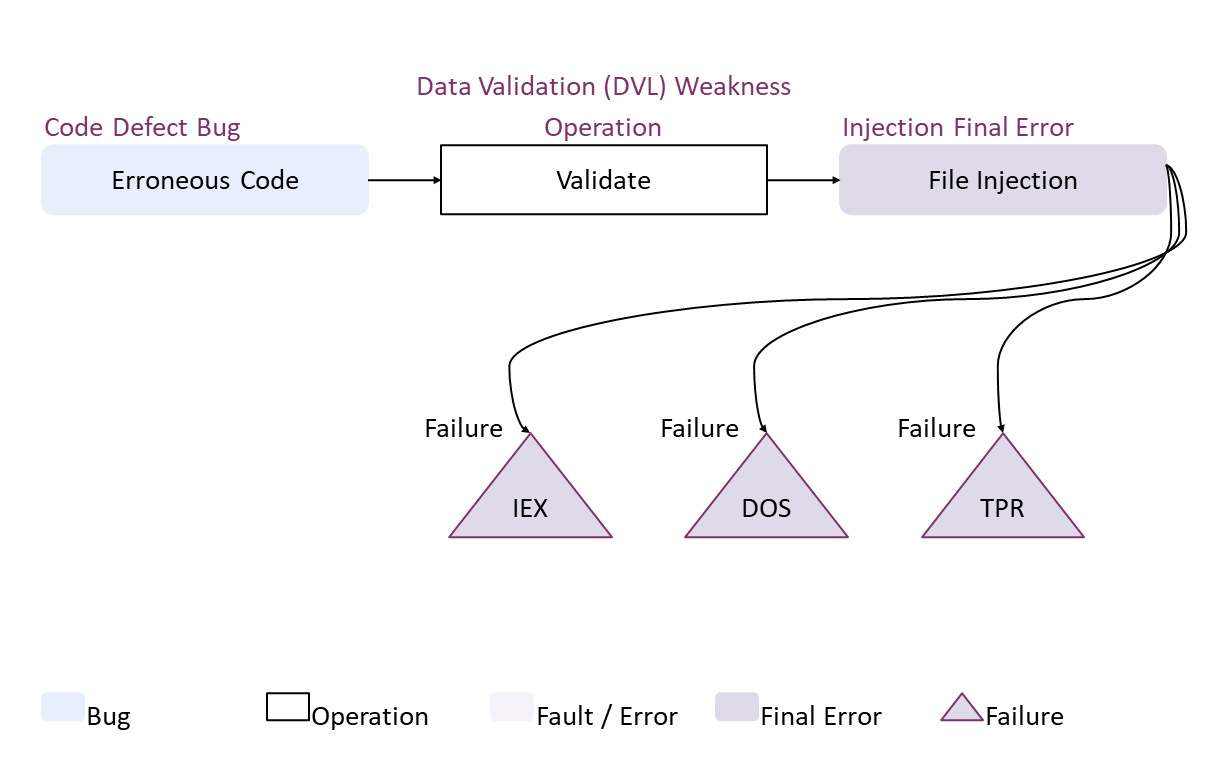 Data Validation (DVL) Weakness
Code Defect Bug
Operation
Injection Final Error
Erroneous Code
Validate
File Injection
Failure
Failure
Failure
IEX
DOS
TPR
Bug
Operation
Fault / Error
Final Error
Failure